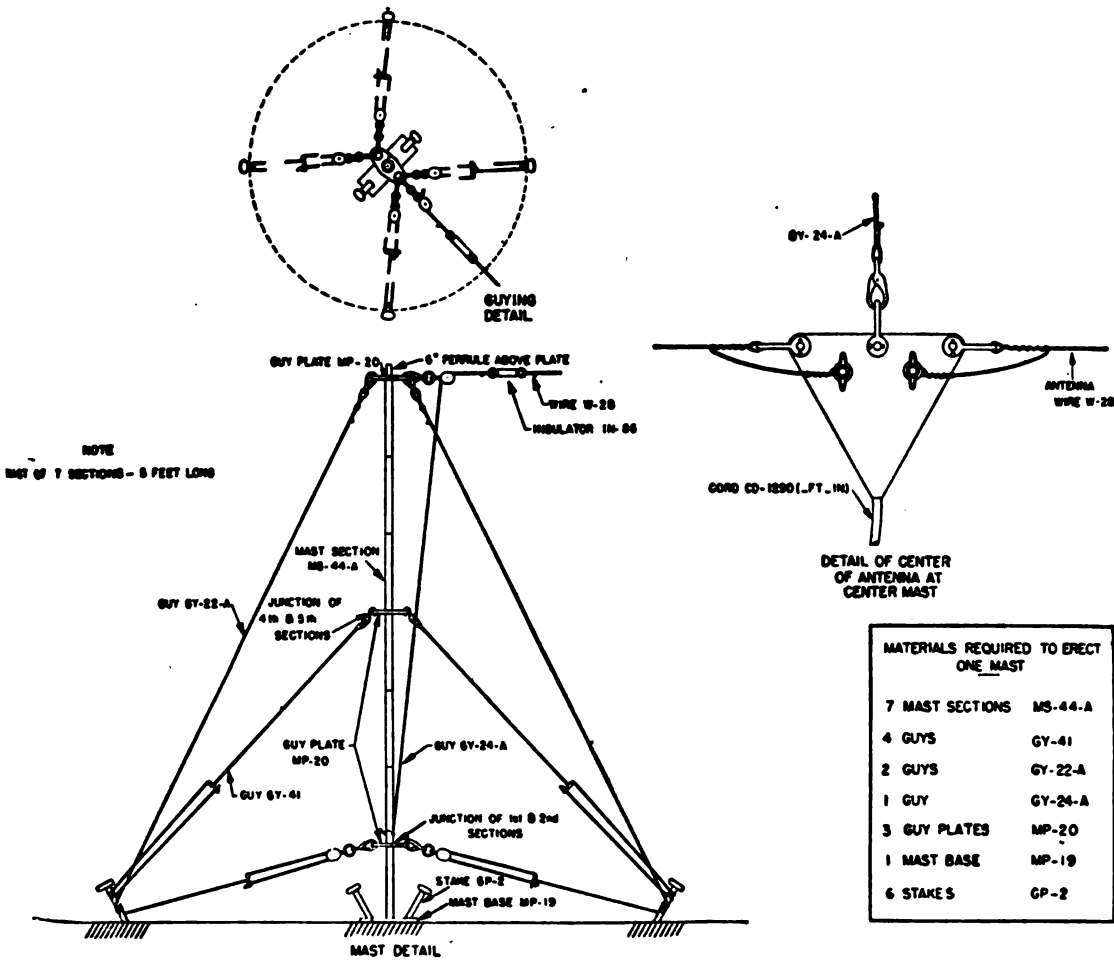 GUYING
DETAIL
GY-24-A
ANTENNA
WIRE W-28
CORD CD-1290(_FT_IN)
DETAIL OF CENTER
OF ANTENNA AT
CENTER MAST
GUY PLATE MP-20
6" FERRULE ABOVE PLATE
WIRE W-28
INSULATOR IN-86
NOTE
OF 7 SECTIONS - 5 FEET LONG
MAST SECTION
MS-44-A
GUY GY-22-A
JUNCTION OF
4th & 5th
SECTIONS
GUY PLATE
MP-20
GUY GY-24-A
GUY GY-41
JUNCTION OF 1st & 2nd
SECTIONS
STAKE GP-2
MAST BASE MP-19
MAST DETAIL
MATERIALS REQUIRED TO ERECT
ONE MAST
7 MAST SECTIONS MS-44-A
4 GUYS GY-41
2 GUYS GY-22-A
1 GUY GY-24-A
3 GUY PLATES MP-20
1 MAST BASE MP-19
6 STAKES GP-2